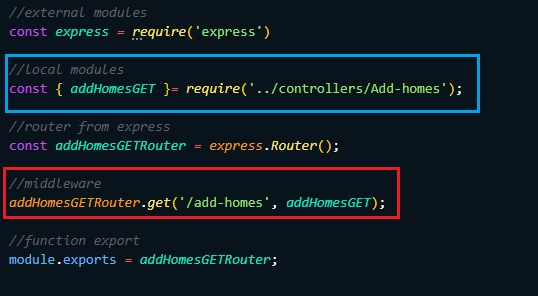 //external modules
const express = require('express')
//local modules
const { addHomesGET }= require('../controllers/Add-homes');
//router from express
const addHomesGETRouter = express.Router();
//middleware
addHomesGETRouter.get('/add-homes', addHomesGET);
//function export
module.exports = addHomesGETRouter;